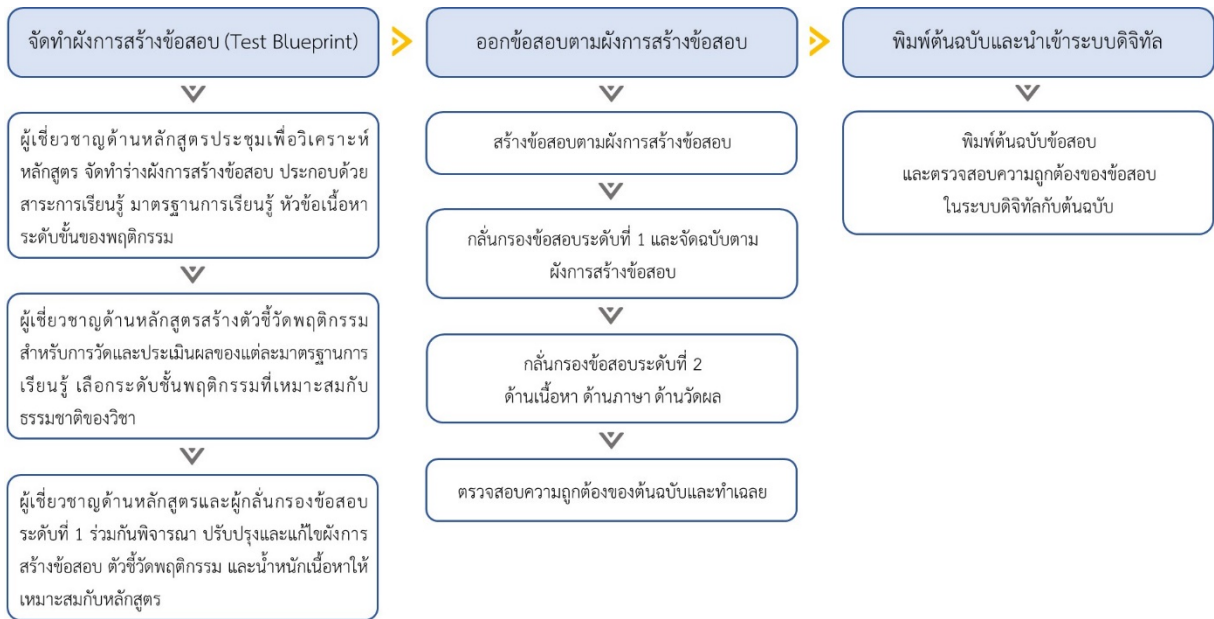 จัดทำผังการสร้างข้อสอบ (Test Blueprint)
ผู้เชี่ยวชาญด้านหลักสูตรประชุมเพื่อวิเคราะห์
หลักสูตร จัดทำร่างผังการสร้างข้อสอบ ประกอบด้วย
สาระการเรียนรู้ มาตรฐานการเรียนรู้ หัวข้อเนื้อหา
ระดับขั้นของพฤติกรรม
ผู้เชี่ยวชาญด้านหลักสูตรสร้างตัวชี้วัดพฤติกรรม
สำหรับการวัดและประเมินผลของแต่ละมาตรฐานการ
เรียนรู้ เลือกระดับชั้นพฤติกรรมที่เหมาะสมกับ
ธรรมชาติของวิชา
ผู้เชี่ยวชาญด้านหลักสูตรและผู้กลั่นกรองข้อสอบ
ระดับที่ 1 ร่วมกันพิจารณา ปรับปรุงและแก้ไขผังการ
สร้างข้อสอบ ตัวชี้วัดพฤติกรรม และน้ำหนักเนื้อหาให้
เหมาะสมกับหลักสูตร
ออกข้อสอบตามผังการสร้างข้อสอบ
สร้างข้อสอบตามผังการสร้างข้อสอบ
กลั่นกรองข้อสอบระดับที่ 1 และจัดฉบับตาม
ผังการสร้างข้อสอบ
กลั่นกรองข้อสอบระดับที่ 2
ด้านเนื้อหา ด้านภาษา ด้านวัดผล
ตรวจสอบความถูกต้องของต้นฉบับและทำเฉลย
พิมพ์ต้นฉบับและนำเข้าระบบดิจิทัล
พิมพ์ต้นฉบับข้อสอบ
และตรวจสอบความถูกต้องของข้อสอบ
ในระบบดิจิทัลกับต้นฉบับ